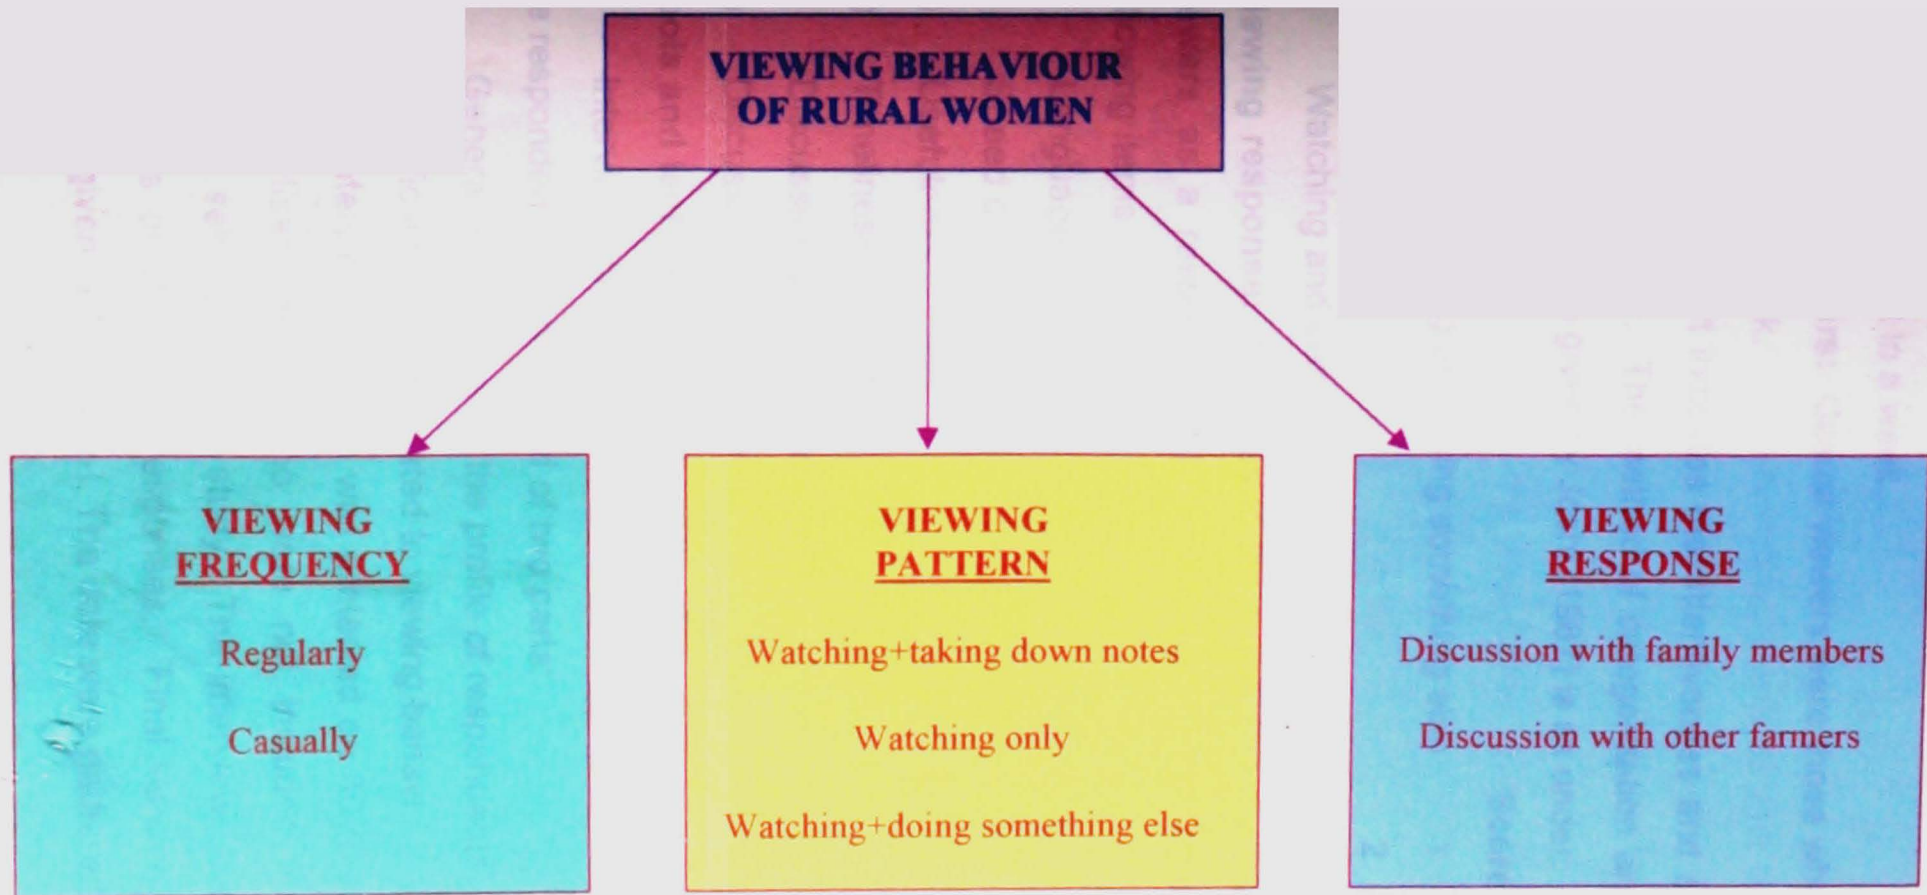 VIEWING BEHAVIOUR
OF RURAL WOMEN
VIEWING
FREQUENCY
Regularly
Casually
VIEWING
PATTERN
Watching+taking down notes
Watching only
Watching+doing something else
VIEWING
RESPONSE
Discussion with family members
Discussion with other farmers